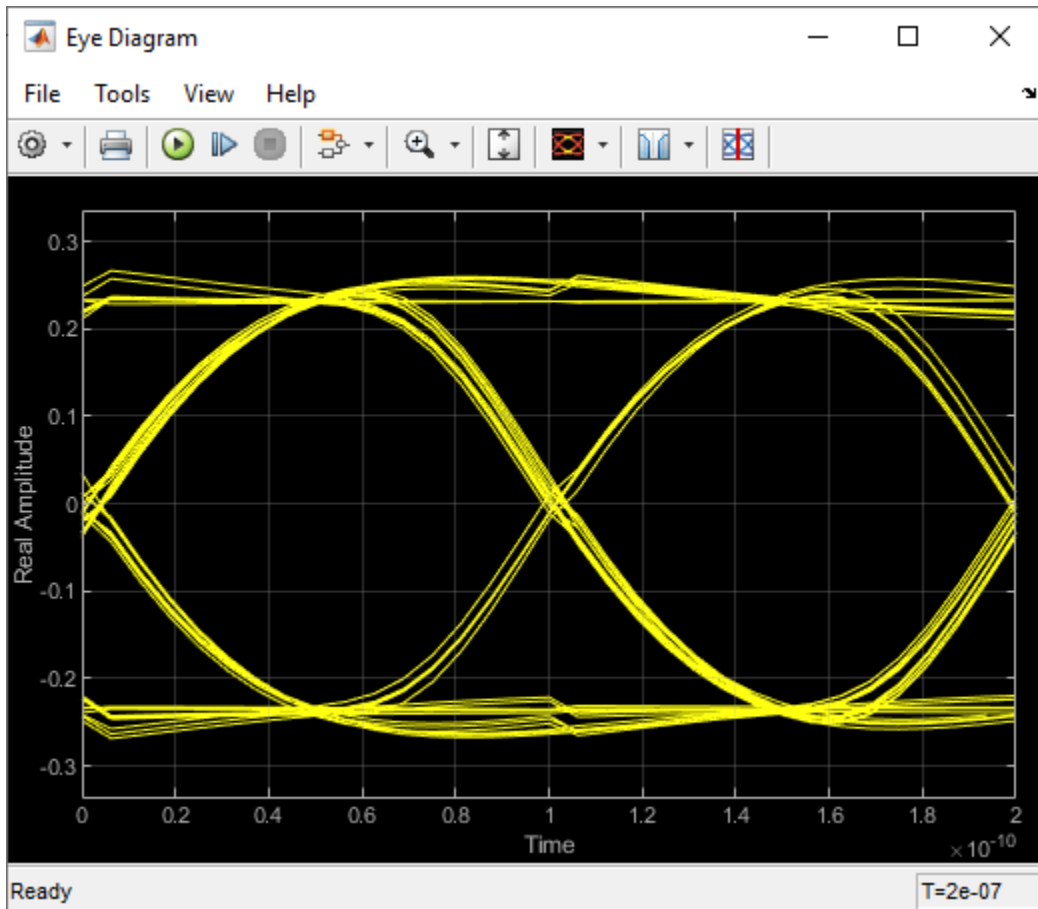 Eye Diagram
File Tools View Help
0.3
0.2
0.1
0
-0.1
-0.2
-0.3
Real Amplitude
0 0.2 0.4 0.6 0.8 1 1.2 1.4 1.6 1.8 2
Time
×10⁻¹⁰
Ready T=2e-07